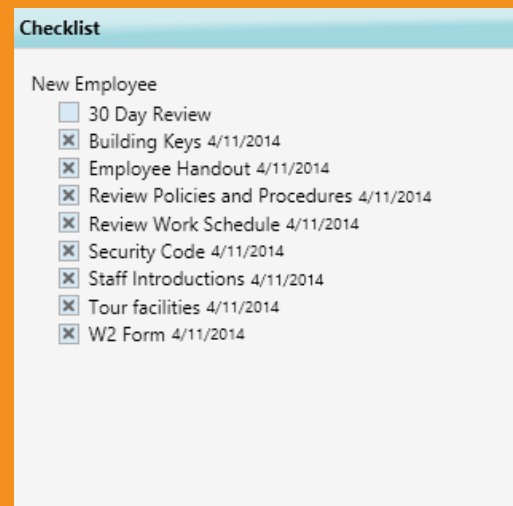 Checklist
New Employee
30 Day Review
Building Keys 4/11/2014
Employee Handout 4/11/2014
Review Policies and Procedures 4/11/2014
Review Work Schedule 4/11/2014
Security Code 4/11/2014
Staff Introductions 4/11/2014
Tour facilities 4/11/2014
W2 Form 4/11/2014